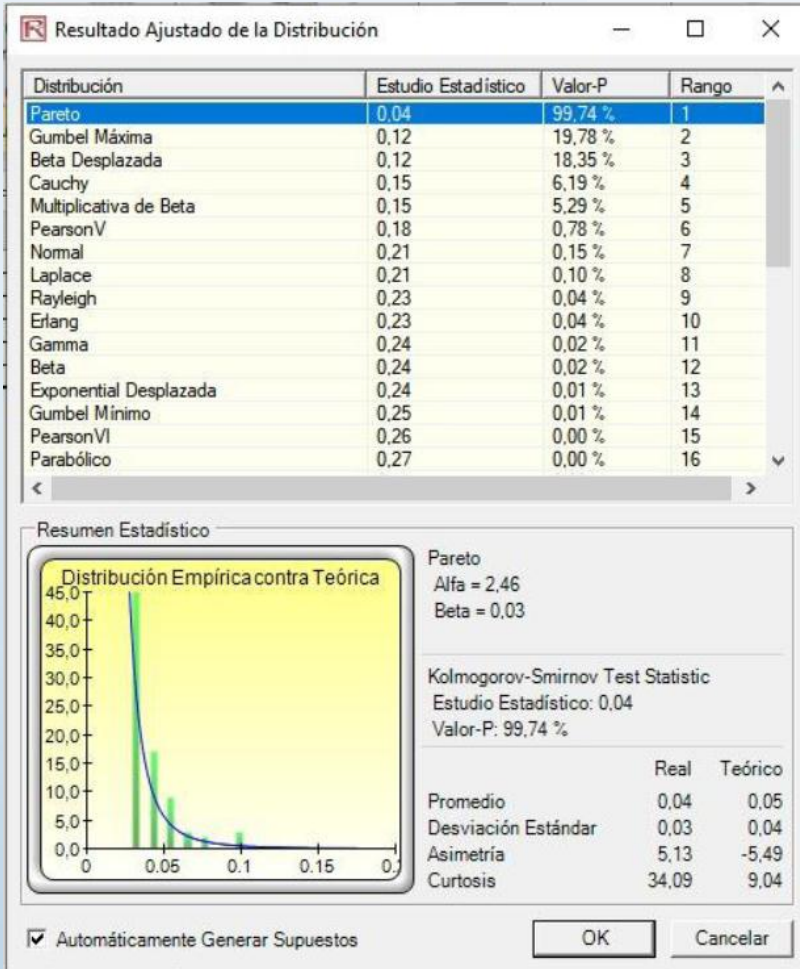 Resultado Ajustado de la Distribución
Distribución Estudio Estadístico Valor-P Rango
Pareto 0,04 99,74 % 1
Gumbel Máxima 0,12 19,78 % 2
Beta Desplazada 0,12 18,35 % 3
Cauchy 0,15 6,19 % 4
Multiplicativa de Beta 0,15 5,29 % 5
PearsonV 0,18 0,78 % 6
Normal 0,21 0,15 % 7
Laplace 0,21 0,10 % 8
Rayleigh 0,23 0,04 % 9
Erlang 0,23 0,04 % 10
Gamma 0,24 0,02 % 11
Beta 0,24 0,02 % 12
Exponential Desplazada 0,24 0,01 % 13
Gumbel Mínimo 0,25 0,01 % 14
PearsonVI 0,26 0,00 % 15
Parabólico 0,27 0,00 % 16
Resumen Estadístico
Distribución Empírica contra Teórica
45,0
40,0
35,0
30,0
25,0
20,0
15,0
10,0
5,0
0,0
0 0.05 0.1 0.15
Pareto
Alfa = 2,46
Beta = 0,03
Kolmogorov-Smirnov Test Statistic
Estudio Estadístico: 0,04
Valor-P: 99,74 %
Real Teórico
Promedio 0,04 0,05
Desviación Estándar 0,03 0,04
Asimetría 5,13 -5,49
Curtosis 34,09 9,04
Automáticamente Generar Supuestos
OK Cancelar